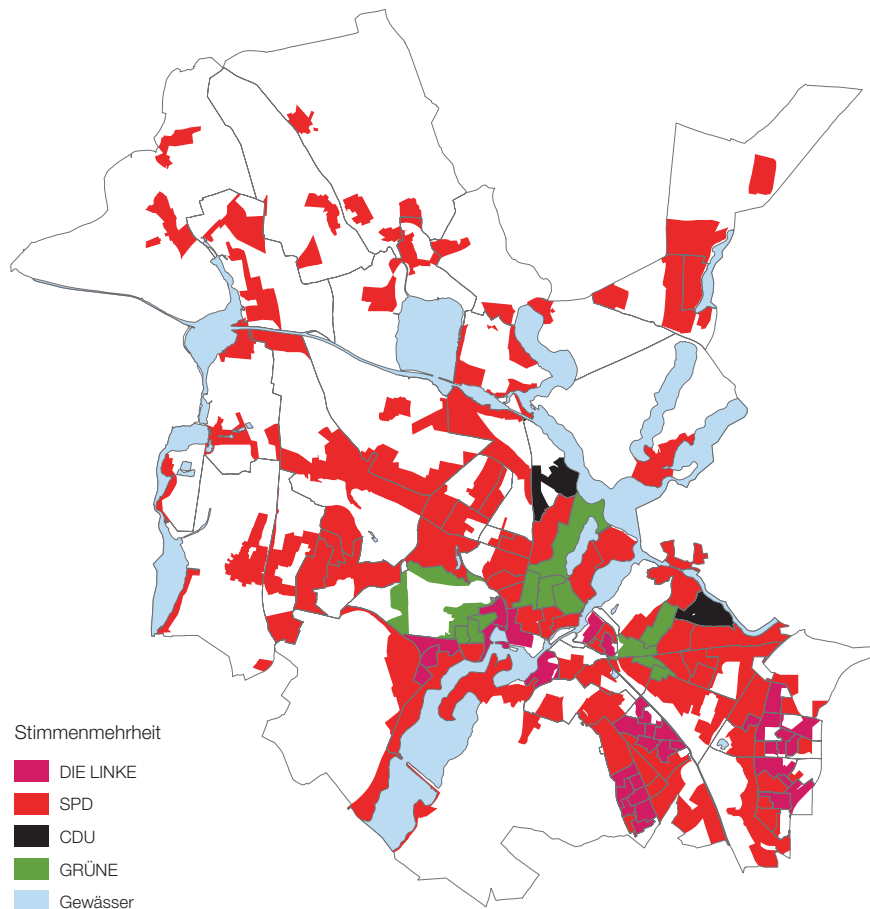 Stimmenmehrheit
DIE LINKE
SPD
CDU
GRÜNE
Gewässer